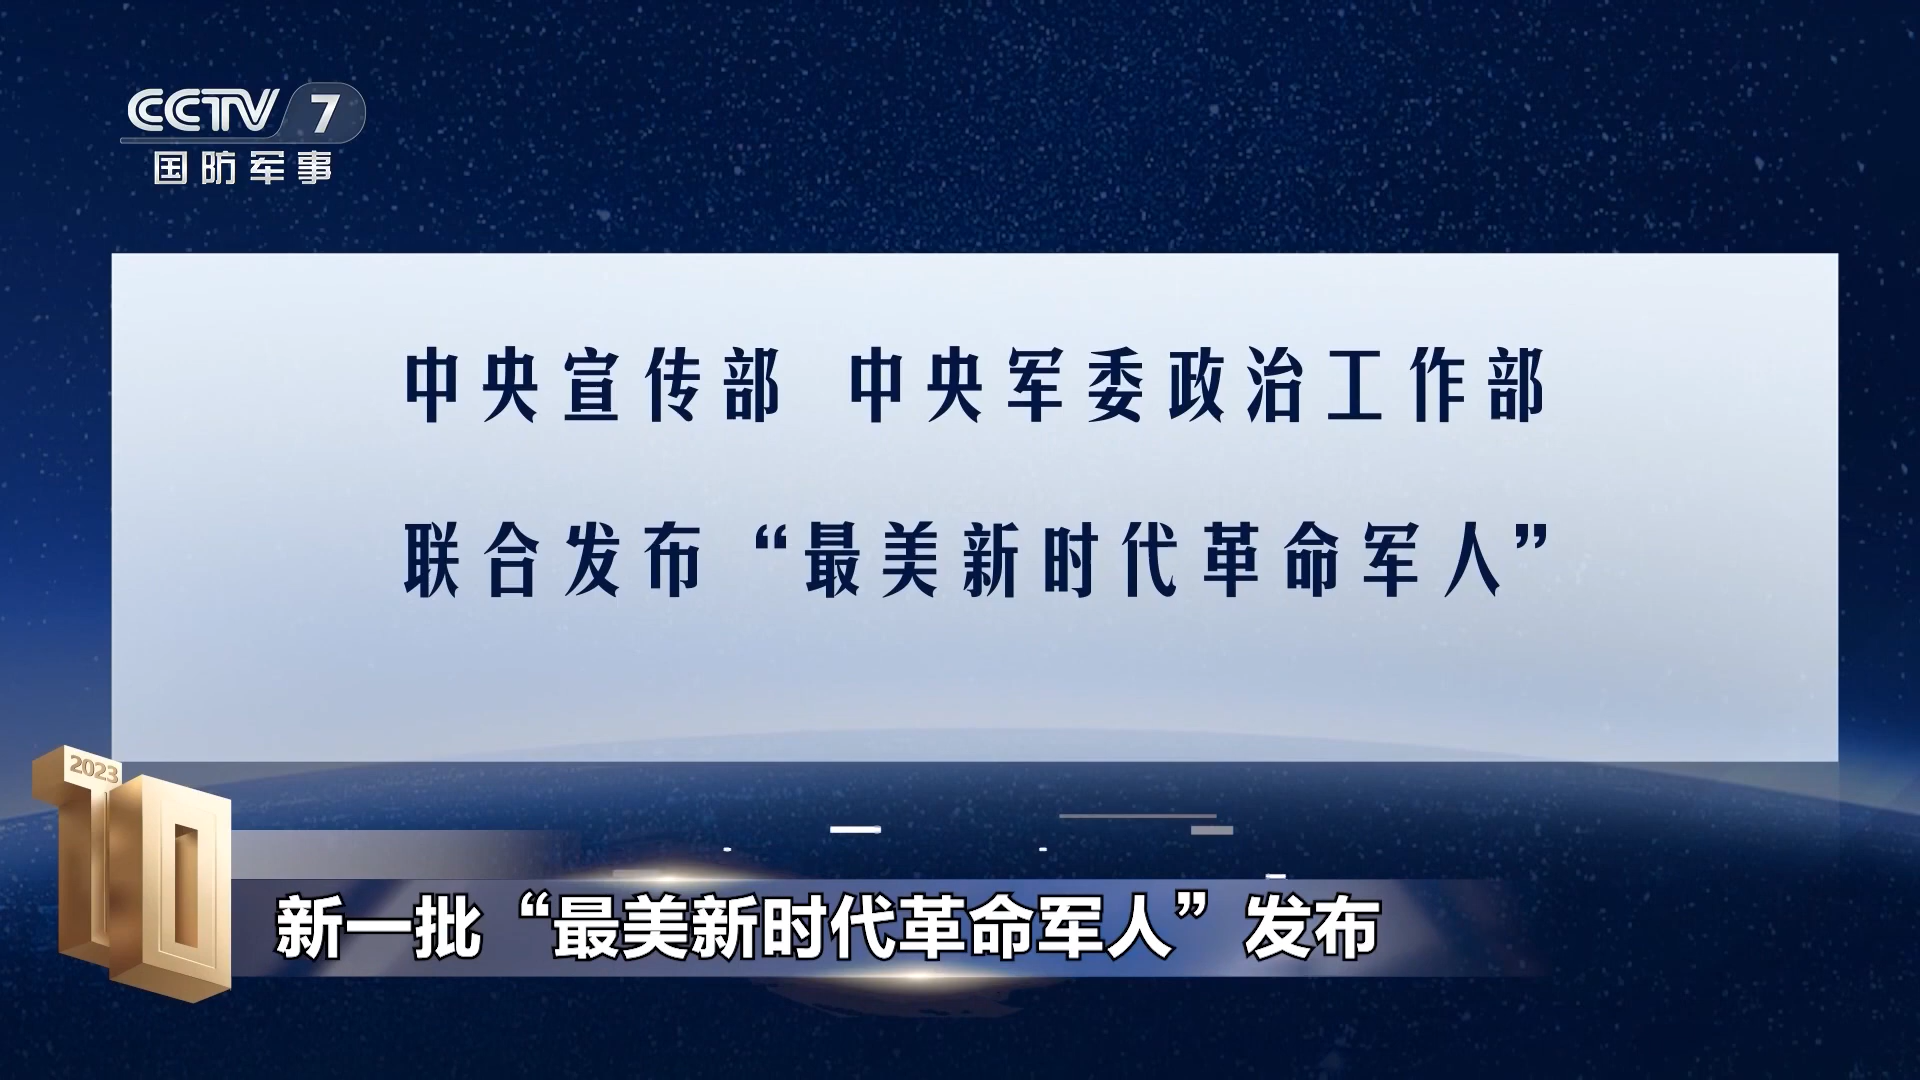 CCTV 7
国防军事
中央宣传部 中央军委政治工作部
联合发布“最美新时代革命军人”
2023
10
新一批“最美新时代革命军人”发布